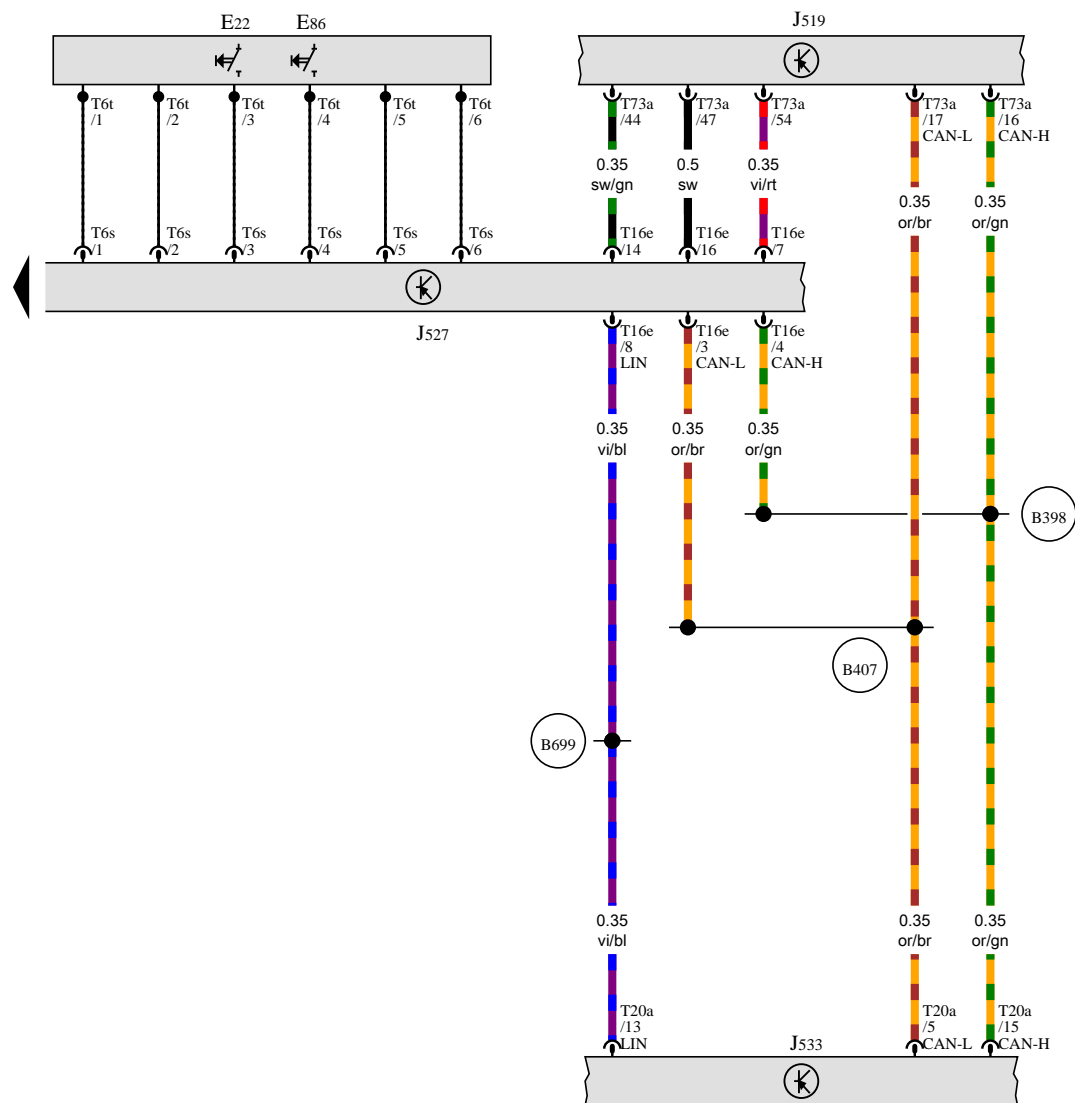 E22 E86 J519
T6t
/1
T6t
/2
T6t
/3
T6t
/4
T6t
/5
T6t
/6
T73a
/44
T73a
/47
T73a
/54
T73a
/17
CAN-L
T73a
/16
CAN-H
0.35
sw/gn
0.5
sw
0.35
vi/rt
0.35
or/br
0.35
or/gn
T6s
/1
T6s
/2
T6s
/3
T6s
/4
T6s
/5
T6s
/6
T16e
/14
T16e
/16
T16e
/7
J527
T16e
/8
LIN
T16e
/3
CAN-L
T16e
/4
CAN-H
0.35
vi/bl
0.35
or/br
0.35
or/gn
B398
B407
B699
0.35
vi/bl
0.35
or/br
0.35
or/gn
T20a
/13
LIN
J533
T20a
/5
CAN-L
T20a
/15
CAN-H